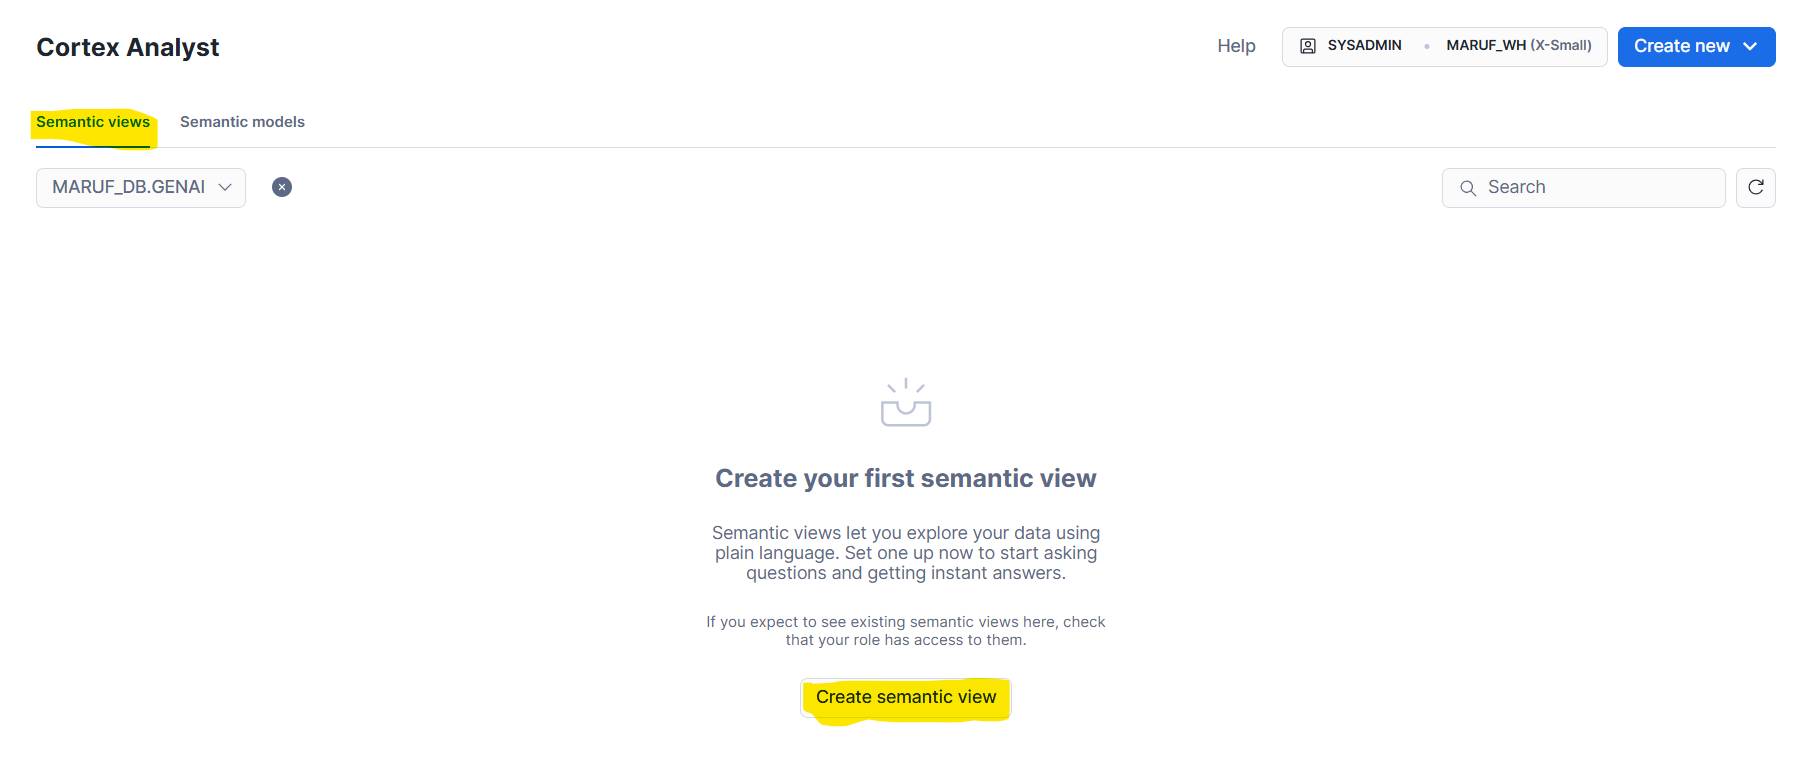 Cortex Analyst
Help
SYSADMIN • MARUF_WH (X-Small)
Create new
Semantic views
Semantic models
MARUF_DB.GENAI
Search
Create your first semantic view
Semantic views let you explore your data using
plain language. Set one up now to start asking
questions and getting instant answers.
If you expect to see existing semantic views here, check
that your role has access to them.
Create semantic view